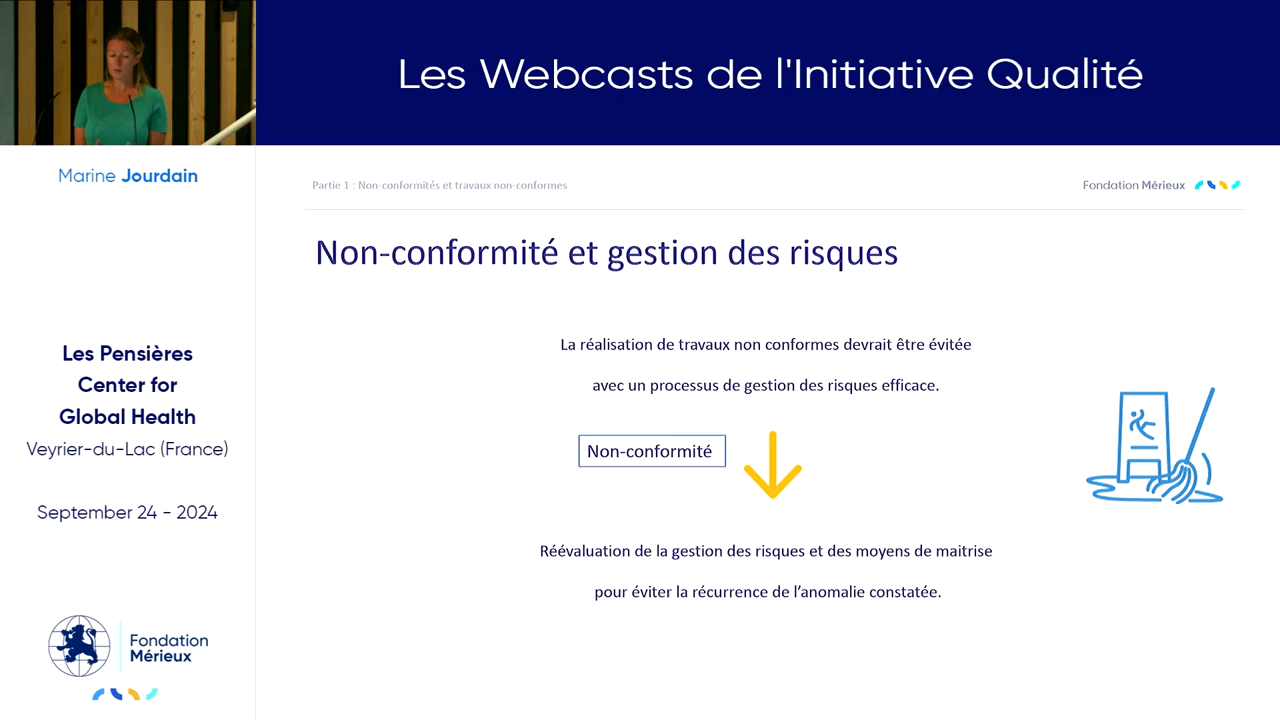 Les Webcasts de l'Initiative Qualité
Marine Jourdain
Les Pensières
Center for
Global Health
Veyrier-du-Lac (France)
September 24 - 2024
Fondation
Mérieux
Partie 1 : Non-conformités et travaux non-conformes
Fondation Mérieux
Non-conformité et gestion des risques
La réalisation de travaux non conformes devrait être évitée
avec un processus de gestion des risques efficace.
Non-conformité
Réévaluation de la gestion des risques et des moyens de maitrise
pour éviter la récurrence de l’anomalie constatée.